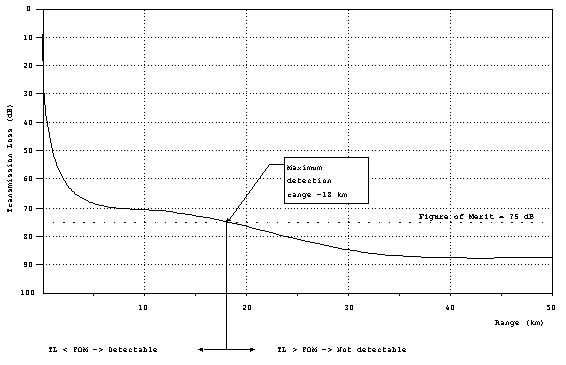 0
10
20
30
40
50
60
70
80
90
100
Transmission Loss (dB)
Maximum
detection
range ~18 km
Figure of Merit = 75 dB
10 20 30 40 50
Range (km)
TL < FOM -> Detectable
TL > FOM -> Not detectable